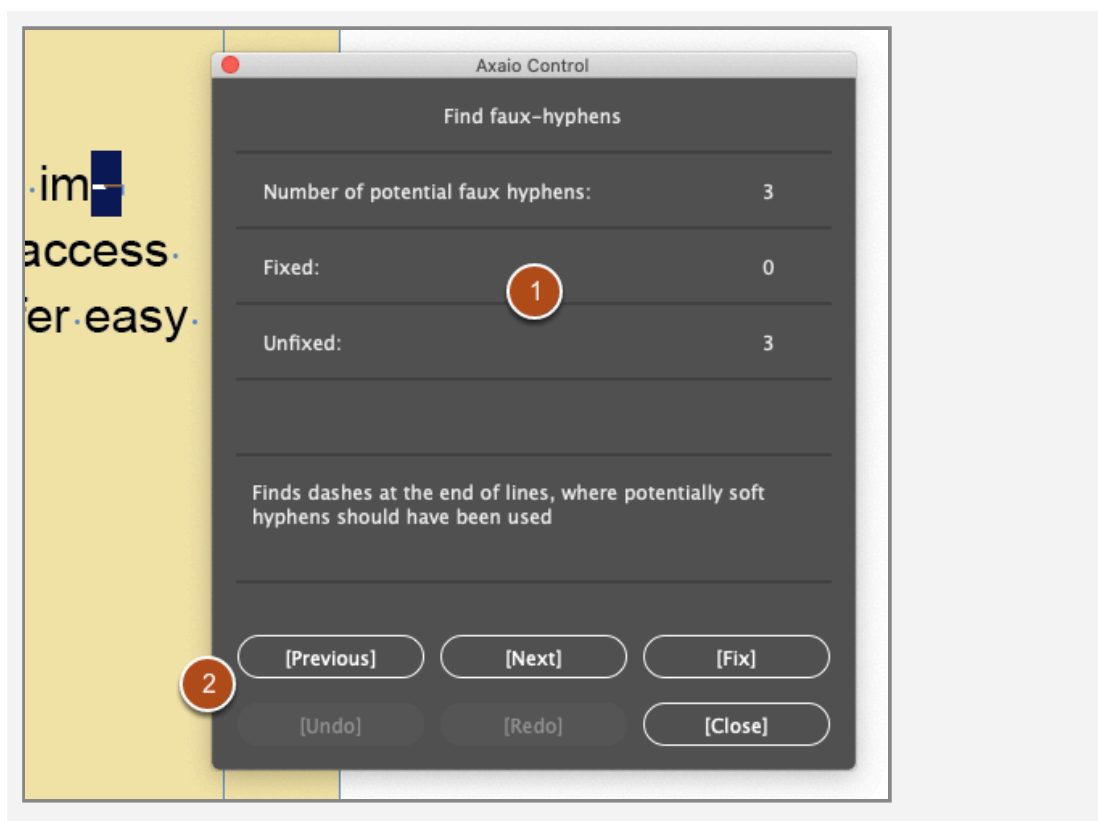 ·im-
access·
er·easy·
Axaio Control
Find faux-hyphens
Number of potential faux hyphens: 3
Fixed: 0
1
Unfixed: 3
Finds dashes at the end of lines, where potentially soft
hyphens should have been used
[Previous] [Next] [Fix]
2
[Undo] [Redo] [Close]